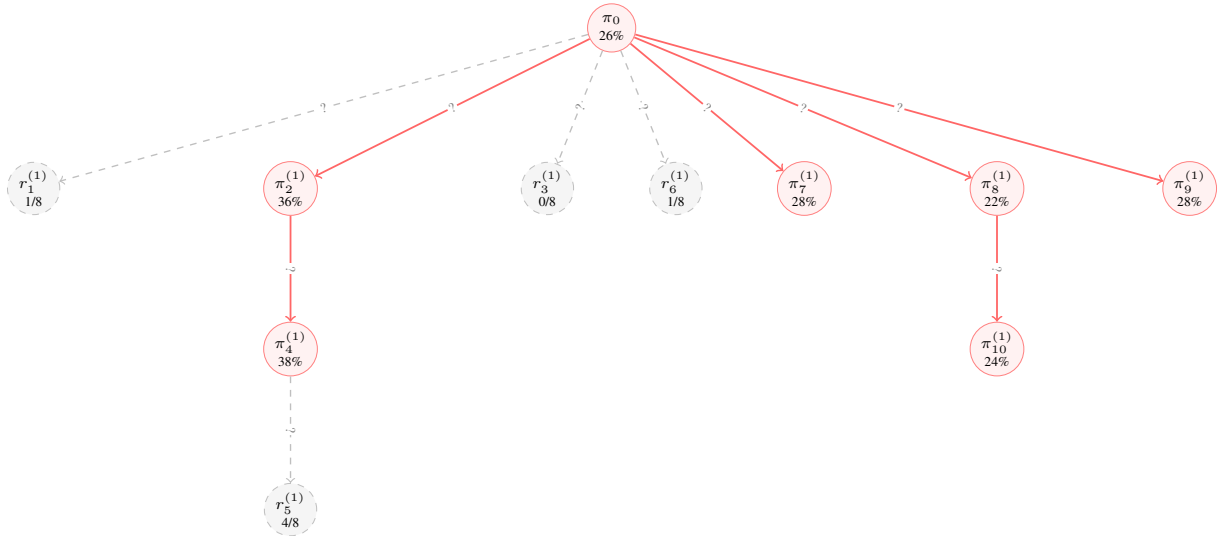 π₀
26%
? ? ? ? ? ? ?
r₁⁽¹⁾
1/8
π₂⁽¹⁾
36%
r₃⁽¹⁾
0/8
r₆⁽¹⁾
1/8
π₇⁽¹⁾
28%
π₈⁽¹⁾
22%
π₉⁽¹⁾
28%
? ?
π₄⁽¹⁾
38%
π₁₀⁽¹⁾
24%
?
r₅⁽¹⁾
4/8